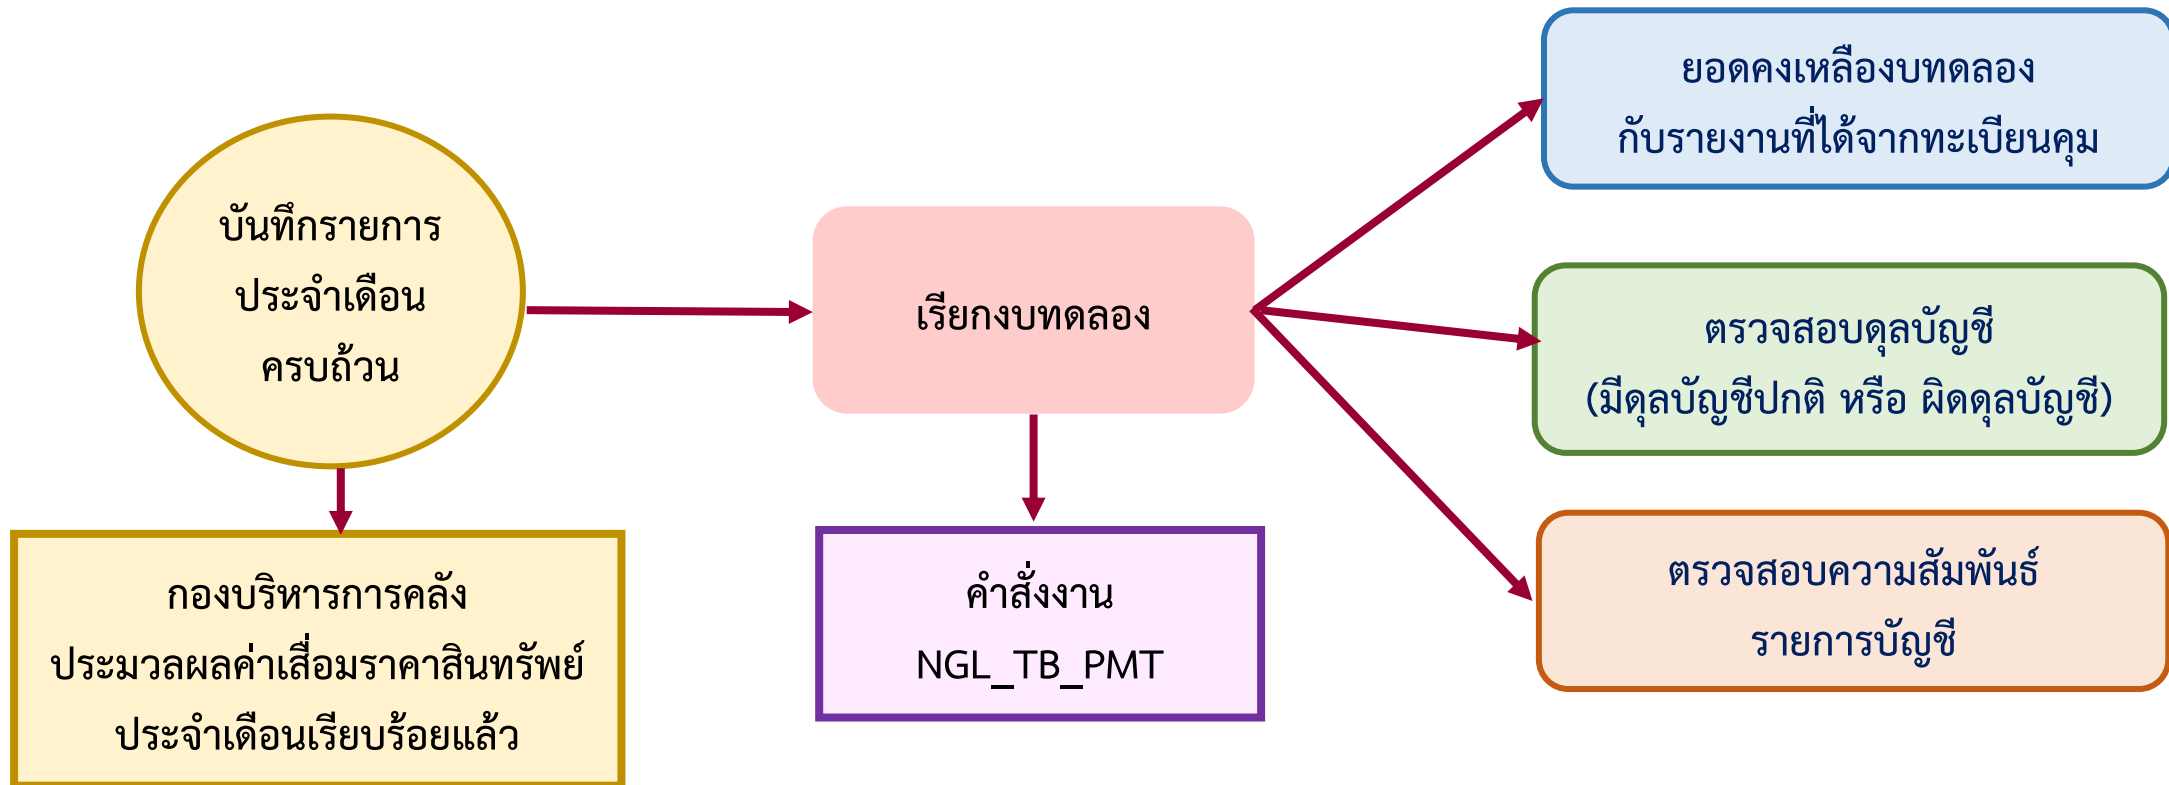 บันทึกรายการ
ประจำเดือน
ครบถ้วน
กองบริหารการคลัง
ประมวลผลค่าเสื่อมราคาสินทรัพย์
ประจำเดือนเรียบร้อยแล้ว
เรียกงบทดลอง
คำสั่งงาน
NGL_TB_PMT
ยอดคงเหลืองบทดลอง
กับรายงานที่ได้จากทะเบียนคุม
ตรวจสอบดุลบัญชี
(มีดุลบัญชีปกติ หรือ ผิดดุลบัญชี)
ตรวจสอบความสัมพันธ์
รายการบัญชี